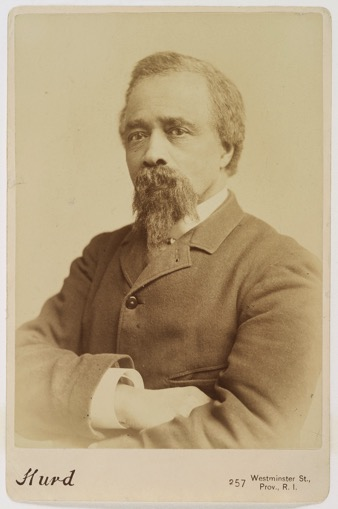 Hurd
257 Westminster St.,
Prov., R. I.